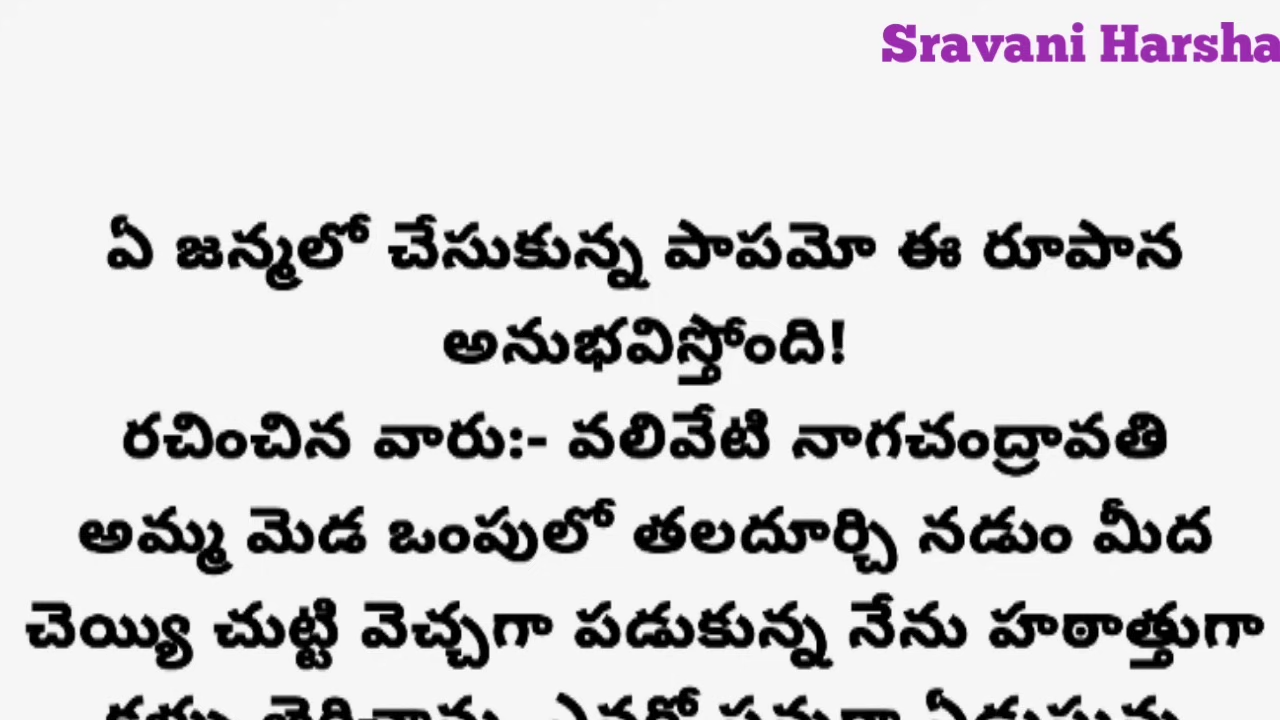 Sravani Harsha
ఏ జన్మలో చేసుకున్న పాపమో ఈ రూపాన
అనుభవిస్తోంది!
రచించిన వారు:- వలివేటి నాగచంద్రావతి
అమ్మ మెడ ఒంపులో తలదూర్చి నడుం మీద
చెయ్యి చుట్టి వెచ్చగా పడుకున్న నేను హఠాత్తుగా